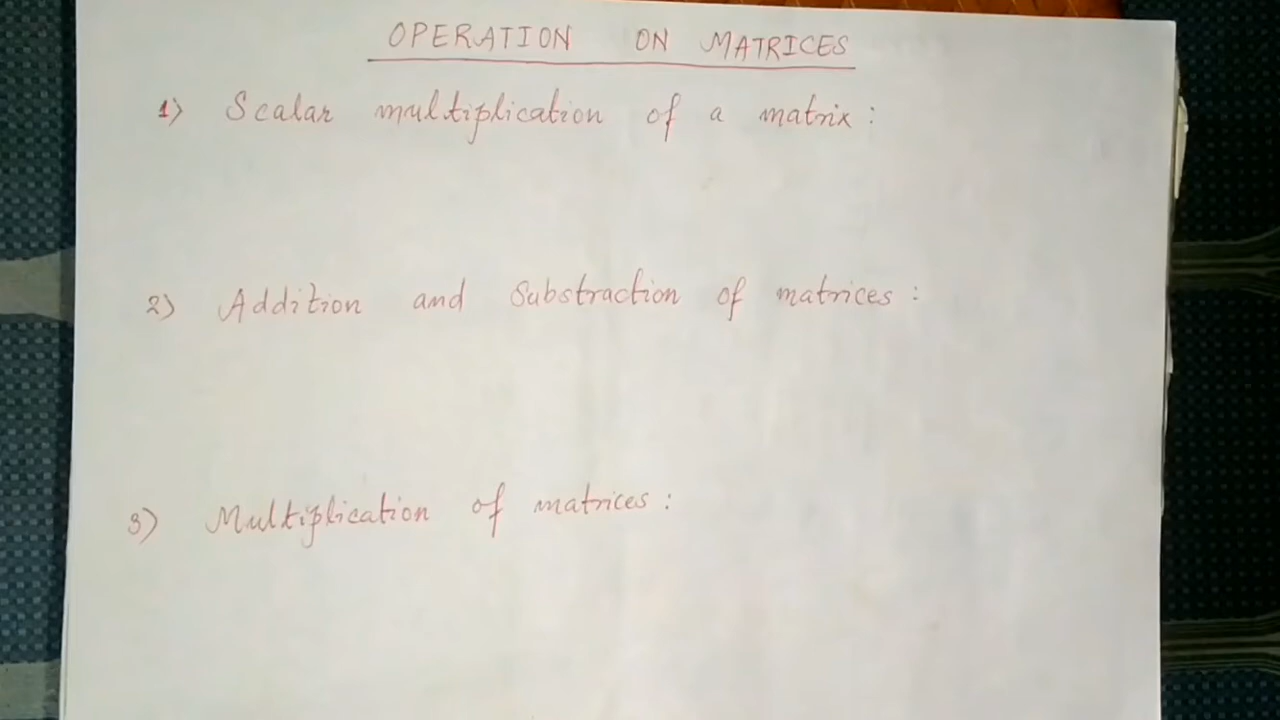 OPERATION ON MATRICES
1) Scalar multiplication of a matrix :
2) Addition and Substraction of matrices :
3) Multiplication of matrices :